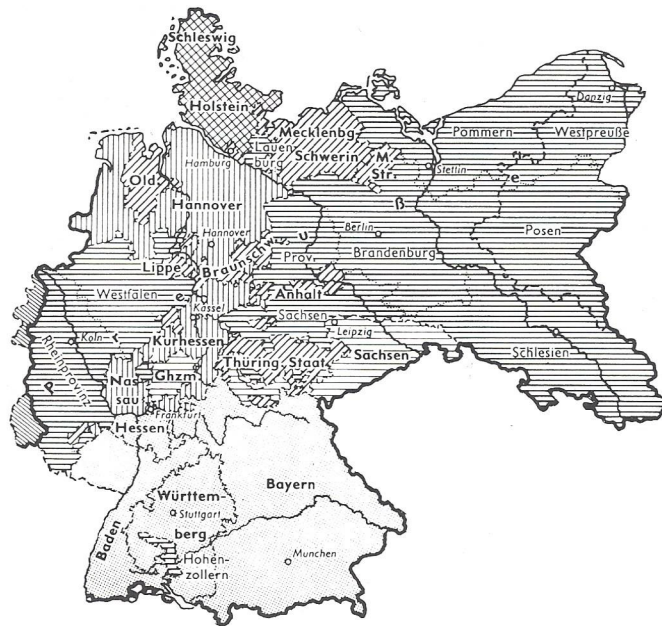 Schleswig
Holstein
Danzig
Mecklenbg
Lauen-
burg
Schwerin
M.
Str.
Pommern
Westpreuße
Hamburg
Stettin
Old
Hannover
ß
e
Hannover
Berlin
Posen
Lippe
Braunschw
u
Prov.
Brandenburg
Westfalen
e
Anhalt
Kassel
Sachsen
Köln
r
Kurhessen
Leipzig
Rheinprovinz
Sachsen
Schlesien
P
Nas
sau
Ghzm.
Thüring. Staat.
Hessen
Frankfurt
Württem-
Bayern
Stuttgart
Baden
berg
Hohen-
zollern
Munchen